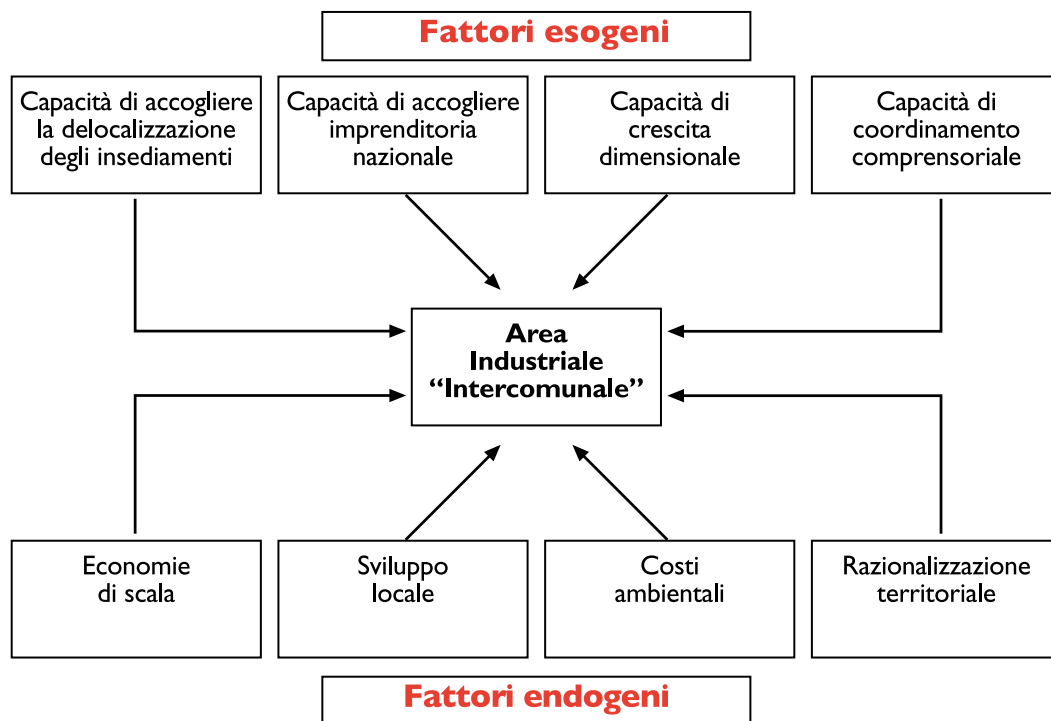 Fattori esogeni
Capacità di accogliere
la delocalizzazione
degli insediamenti
Capacità di accogliere
imprenditoria
nazionale
Capacità di
crescita
dimensionale
Capacità di
coordinamento
comprensoriale
Area
Industriale
“Intercomunale”
Economie
di scala
Sviluppo
locale
Costi
ambientali
Razionalizzazione
territoriale
Fattori endogeni